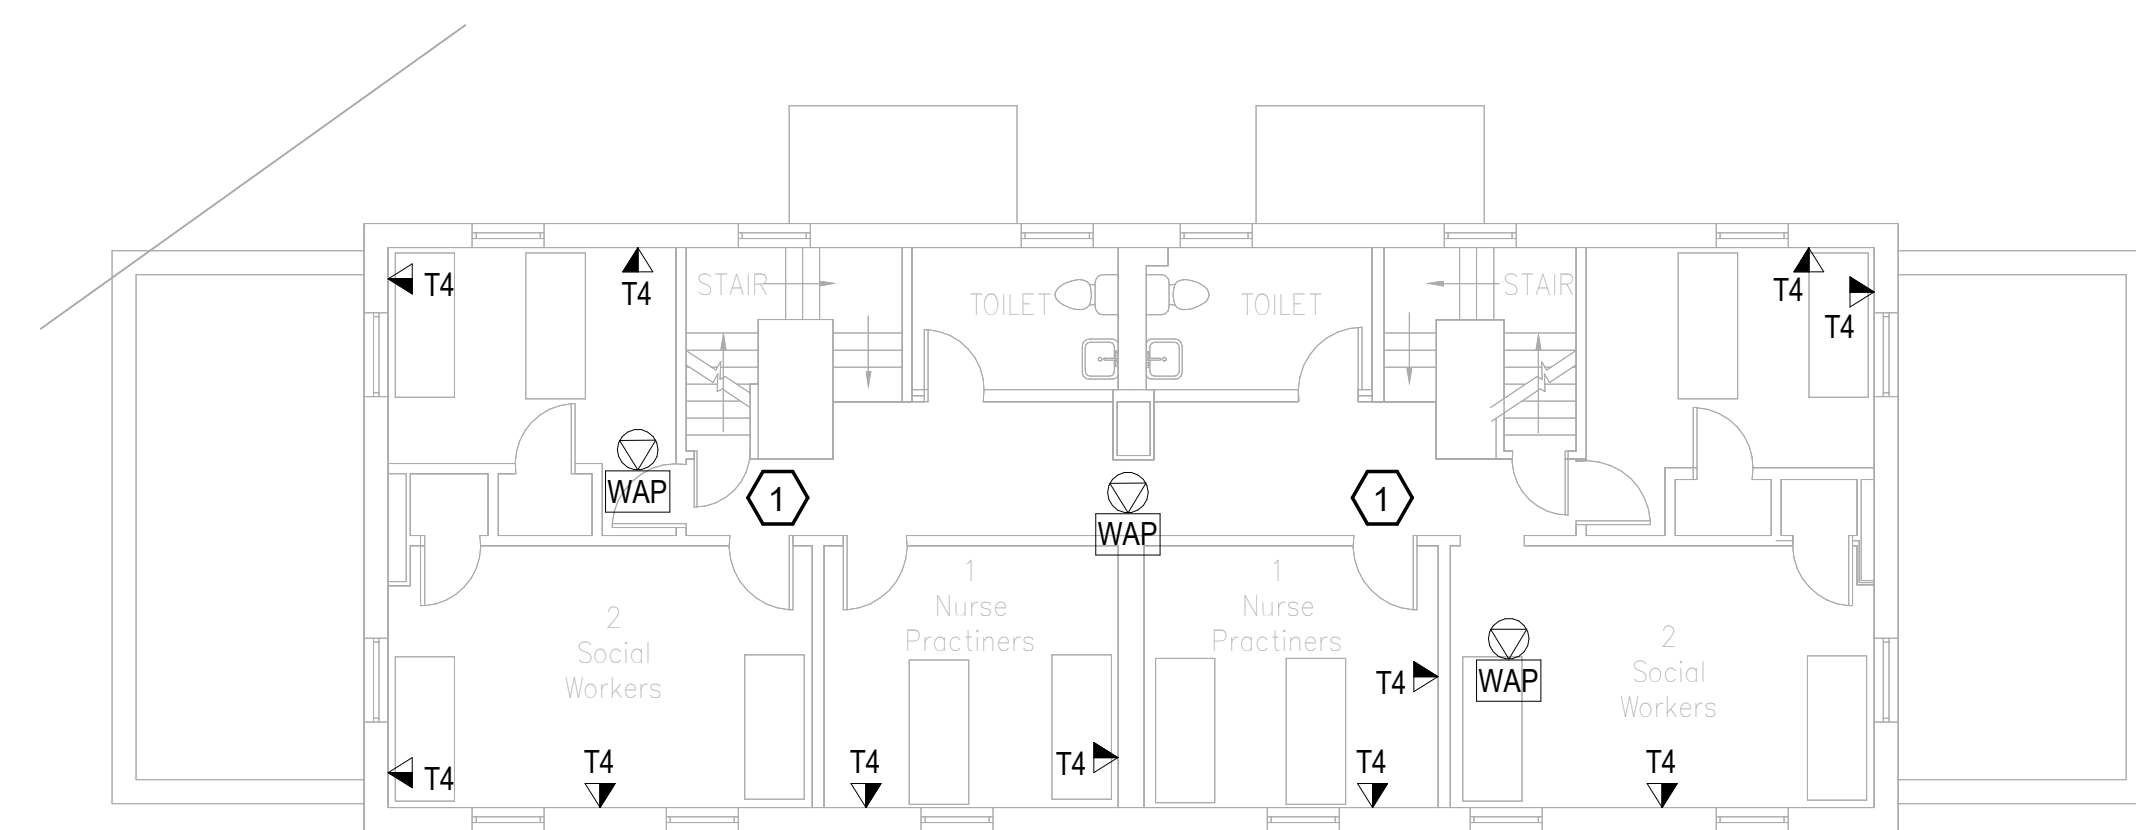 STAIR
TOILET
TOILET
STAIR
T4
T4
T4
T4
WAP
1
WAP
1
2
Social
Workers
1
Nurse
Practiners
1
Nurse
Practiners
T4
WAP
2
Social
Workers
T4
T4
T4
T4
T4
T4